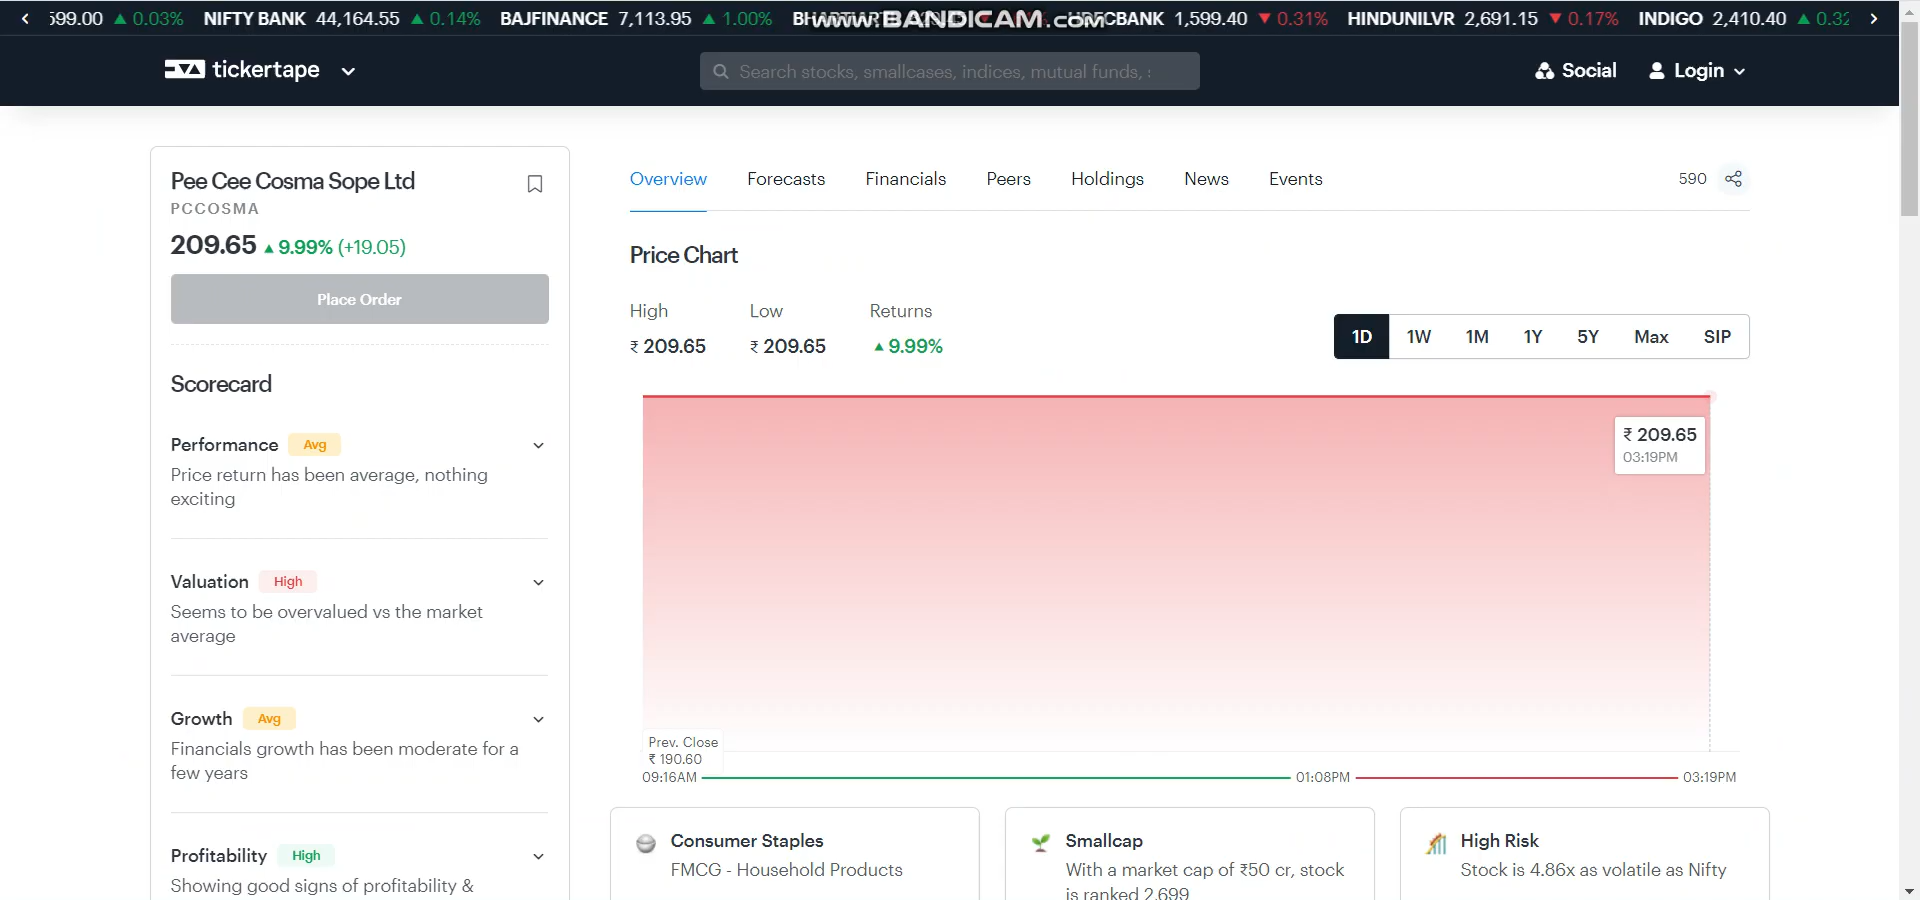 599.00 ▲ 0.03% NIFTY BANK 44,164.55 ▲ 0.14% BAJFINANCE 7,113.95 ▲ 1.00% www.BANDICAM.com HDFCBANK 1,599.40 ▼ 0.31% HINDUNILVR 2,691.15 ▼ 0.17% INDIGO 2,410.40 ▲ 0.32
tickertape
Search stocks, smallcases, indices, mutual funds, :
Social Login
Pee Cee Cosma Sope Ltd
PCCOSMA
209.65 ▲ 9.99% (+19.05)
Place Order
Scorecard
Performance Avg
Price return has been average, nothing
exciting
Valuation High
Seems to be overvalued vs the market
average
Growth Avg
Financials growth has been moderate for a
few years
Profitability High
Showing good signs of profitability &
Overview Forecasts Financials Peers Holdings News Events 590
Price Chart
High Low Returns
₹ 209.65 ₹ 209.65 ▲ 9.99%
1D 1W 1M 1Y 5Y Max SIP
₹ 209.65
03:19PM
Prev. Close
₹ 190.60
09:16AM 01:08PM 03:19PM
Consumer Staples
FMCG - Household Products
Smallcap
With a market cap of ₹50 cr, stock
is ranked 2,699
High Risk
Stock is 4.86x as volatile as Nifty